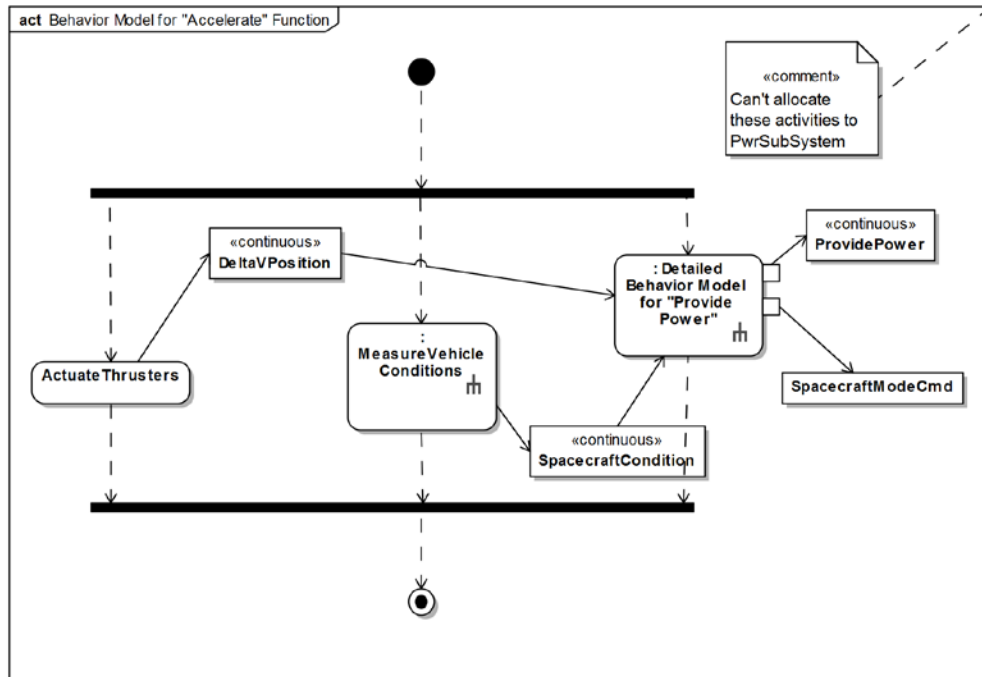 act Behavior Model for "Accelerate" Function
«comment»
Can't allocate
these activities to
PwrSubSystem
«continuous»
DeltaVPosition
«continuous»
ProvidePower
: Detailed
Behavior Model
for "Provide
Power"
:
MeasureVehicle
Conditions
ActuateThrusters
SpacecraftModeCmd
«continuous»
SpacecraftCondition